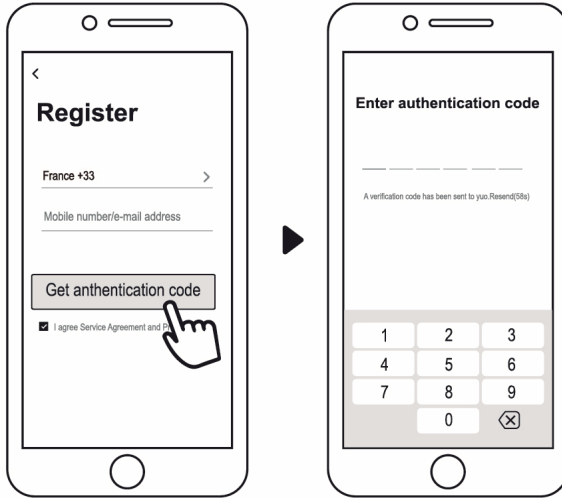 <
Register
France +33 >
Mobile number/e-mail address
Get anthentication code
I agree Service Agreement and P
Enter authentication code
A verification code has been sent to yuo.Resend(58s)
1 2 3
4 5 6
7 8 9
0